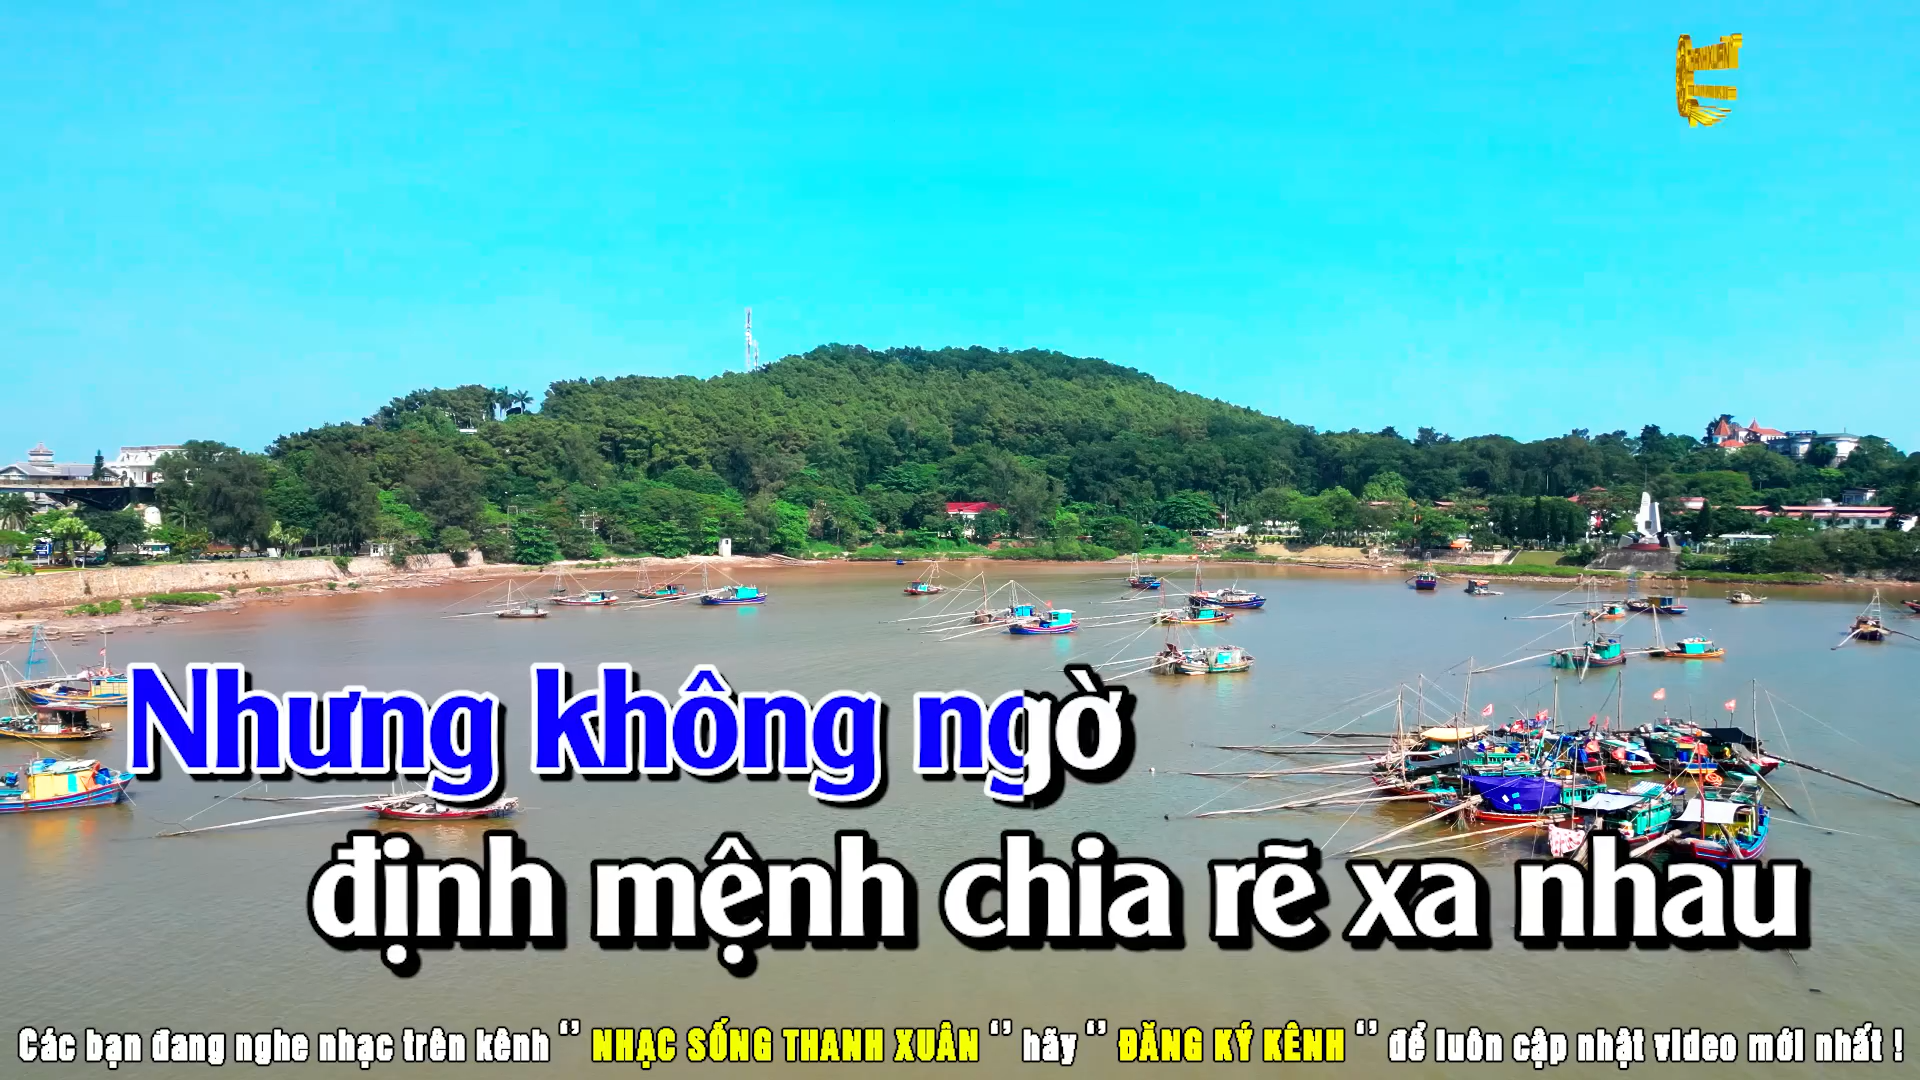 Nhưng không ngờ
định mệnh chia rẽ xa nhau
Các bạn đang nghe nhạc trên kênh “ NHẠC SỐNG THANH XUÂN “ hãy “ ĐĂNG KÝ KÊNH “ để luôn cập nhật video mới nhất !